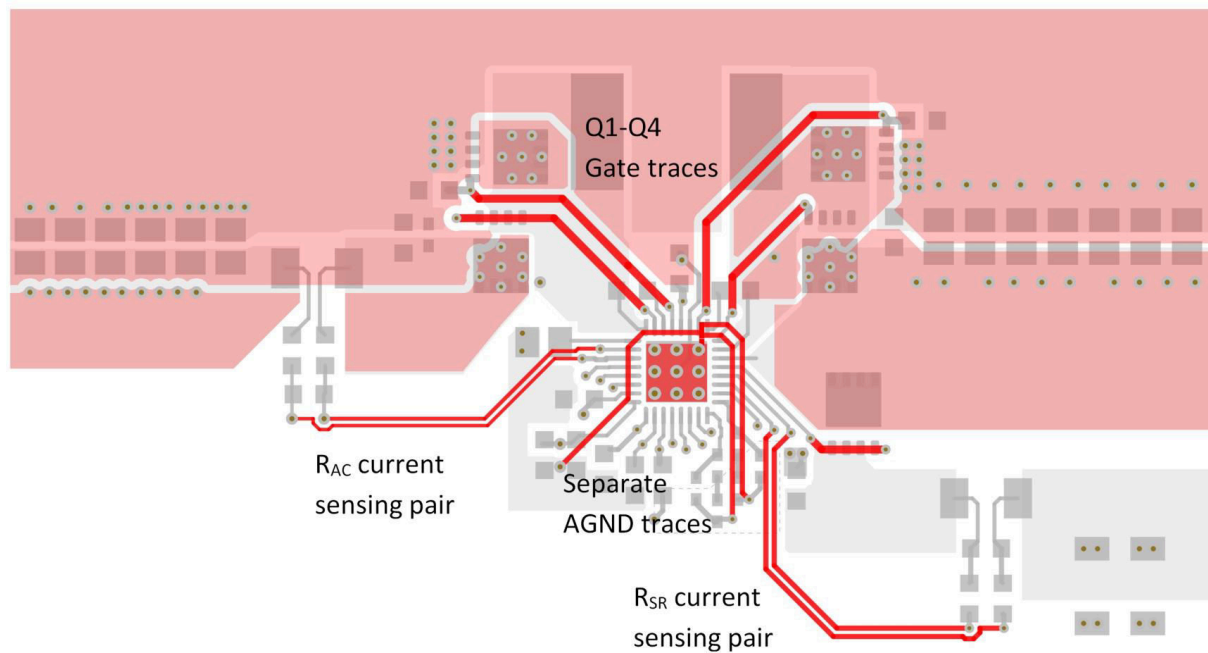 Q1-Q4
Gate traces
RAC current
sensing pair
Separate
AGND traces
RSR current
sensing pair